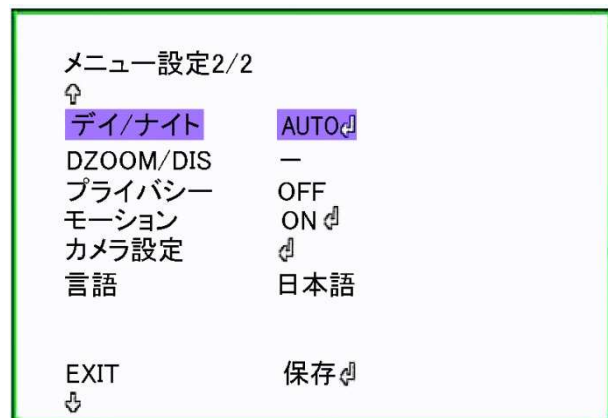 メニュー設定2/2
⇧
デイ/ナイト AUTO⏎
DZOOM/DIS ー
プライバシー OFF
モーション ON⏎
カメラ設定 ⏎
言語 日本語
EXIT 保存⏎
⇩